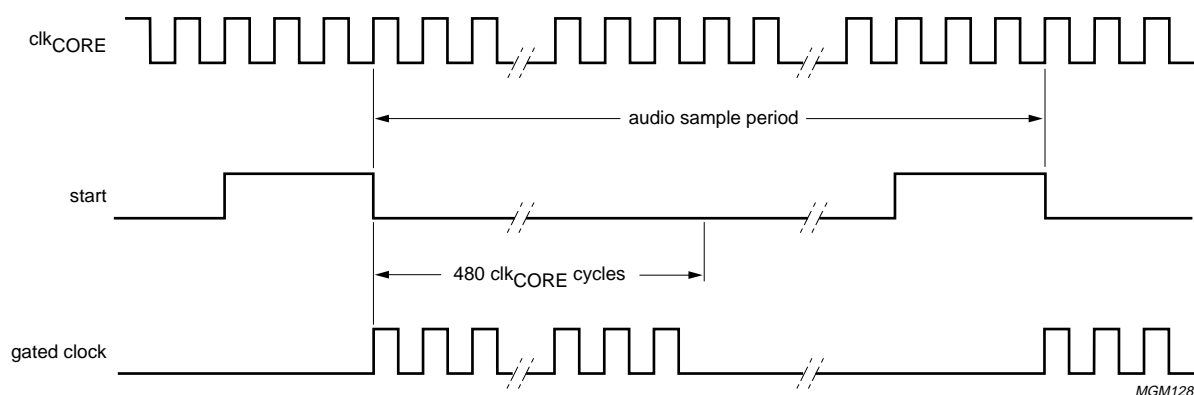 clkCORE
audio sample period
start
480 clkCORE cycles
gated clock
MGM128